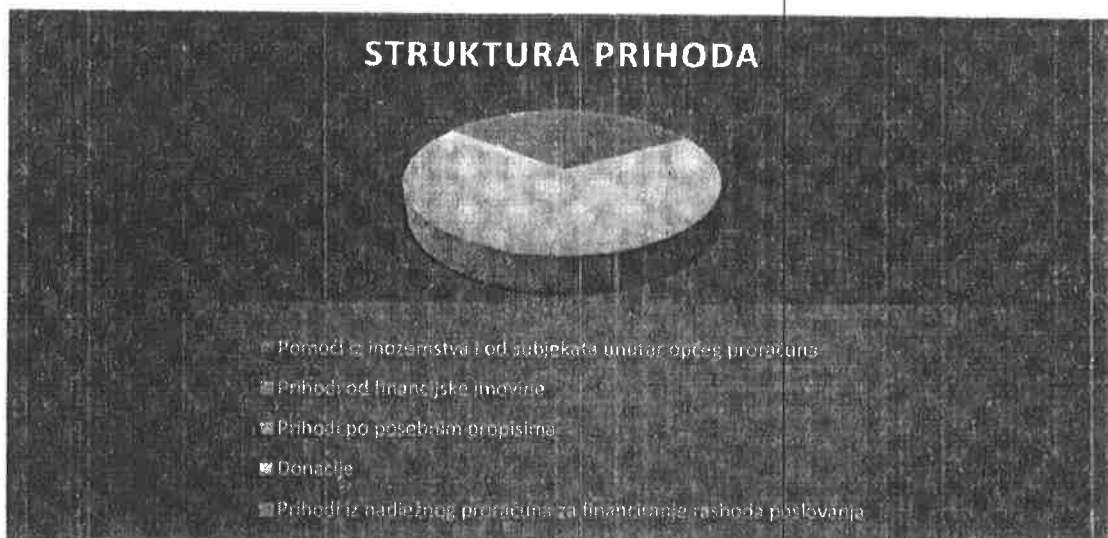 STRUKTURA PRIHODA
Pomoći iz inozemstva i od subjekata unutar općeg proračuna
Prihodi od financijske imovine
Prihodi po posebnim propisima
Donacije
Prihodi iz nadležnog proračuna za financiranje rashoda poslovanja